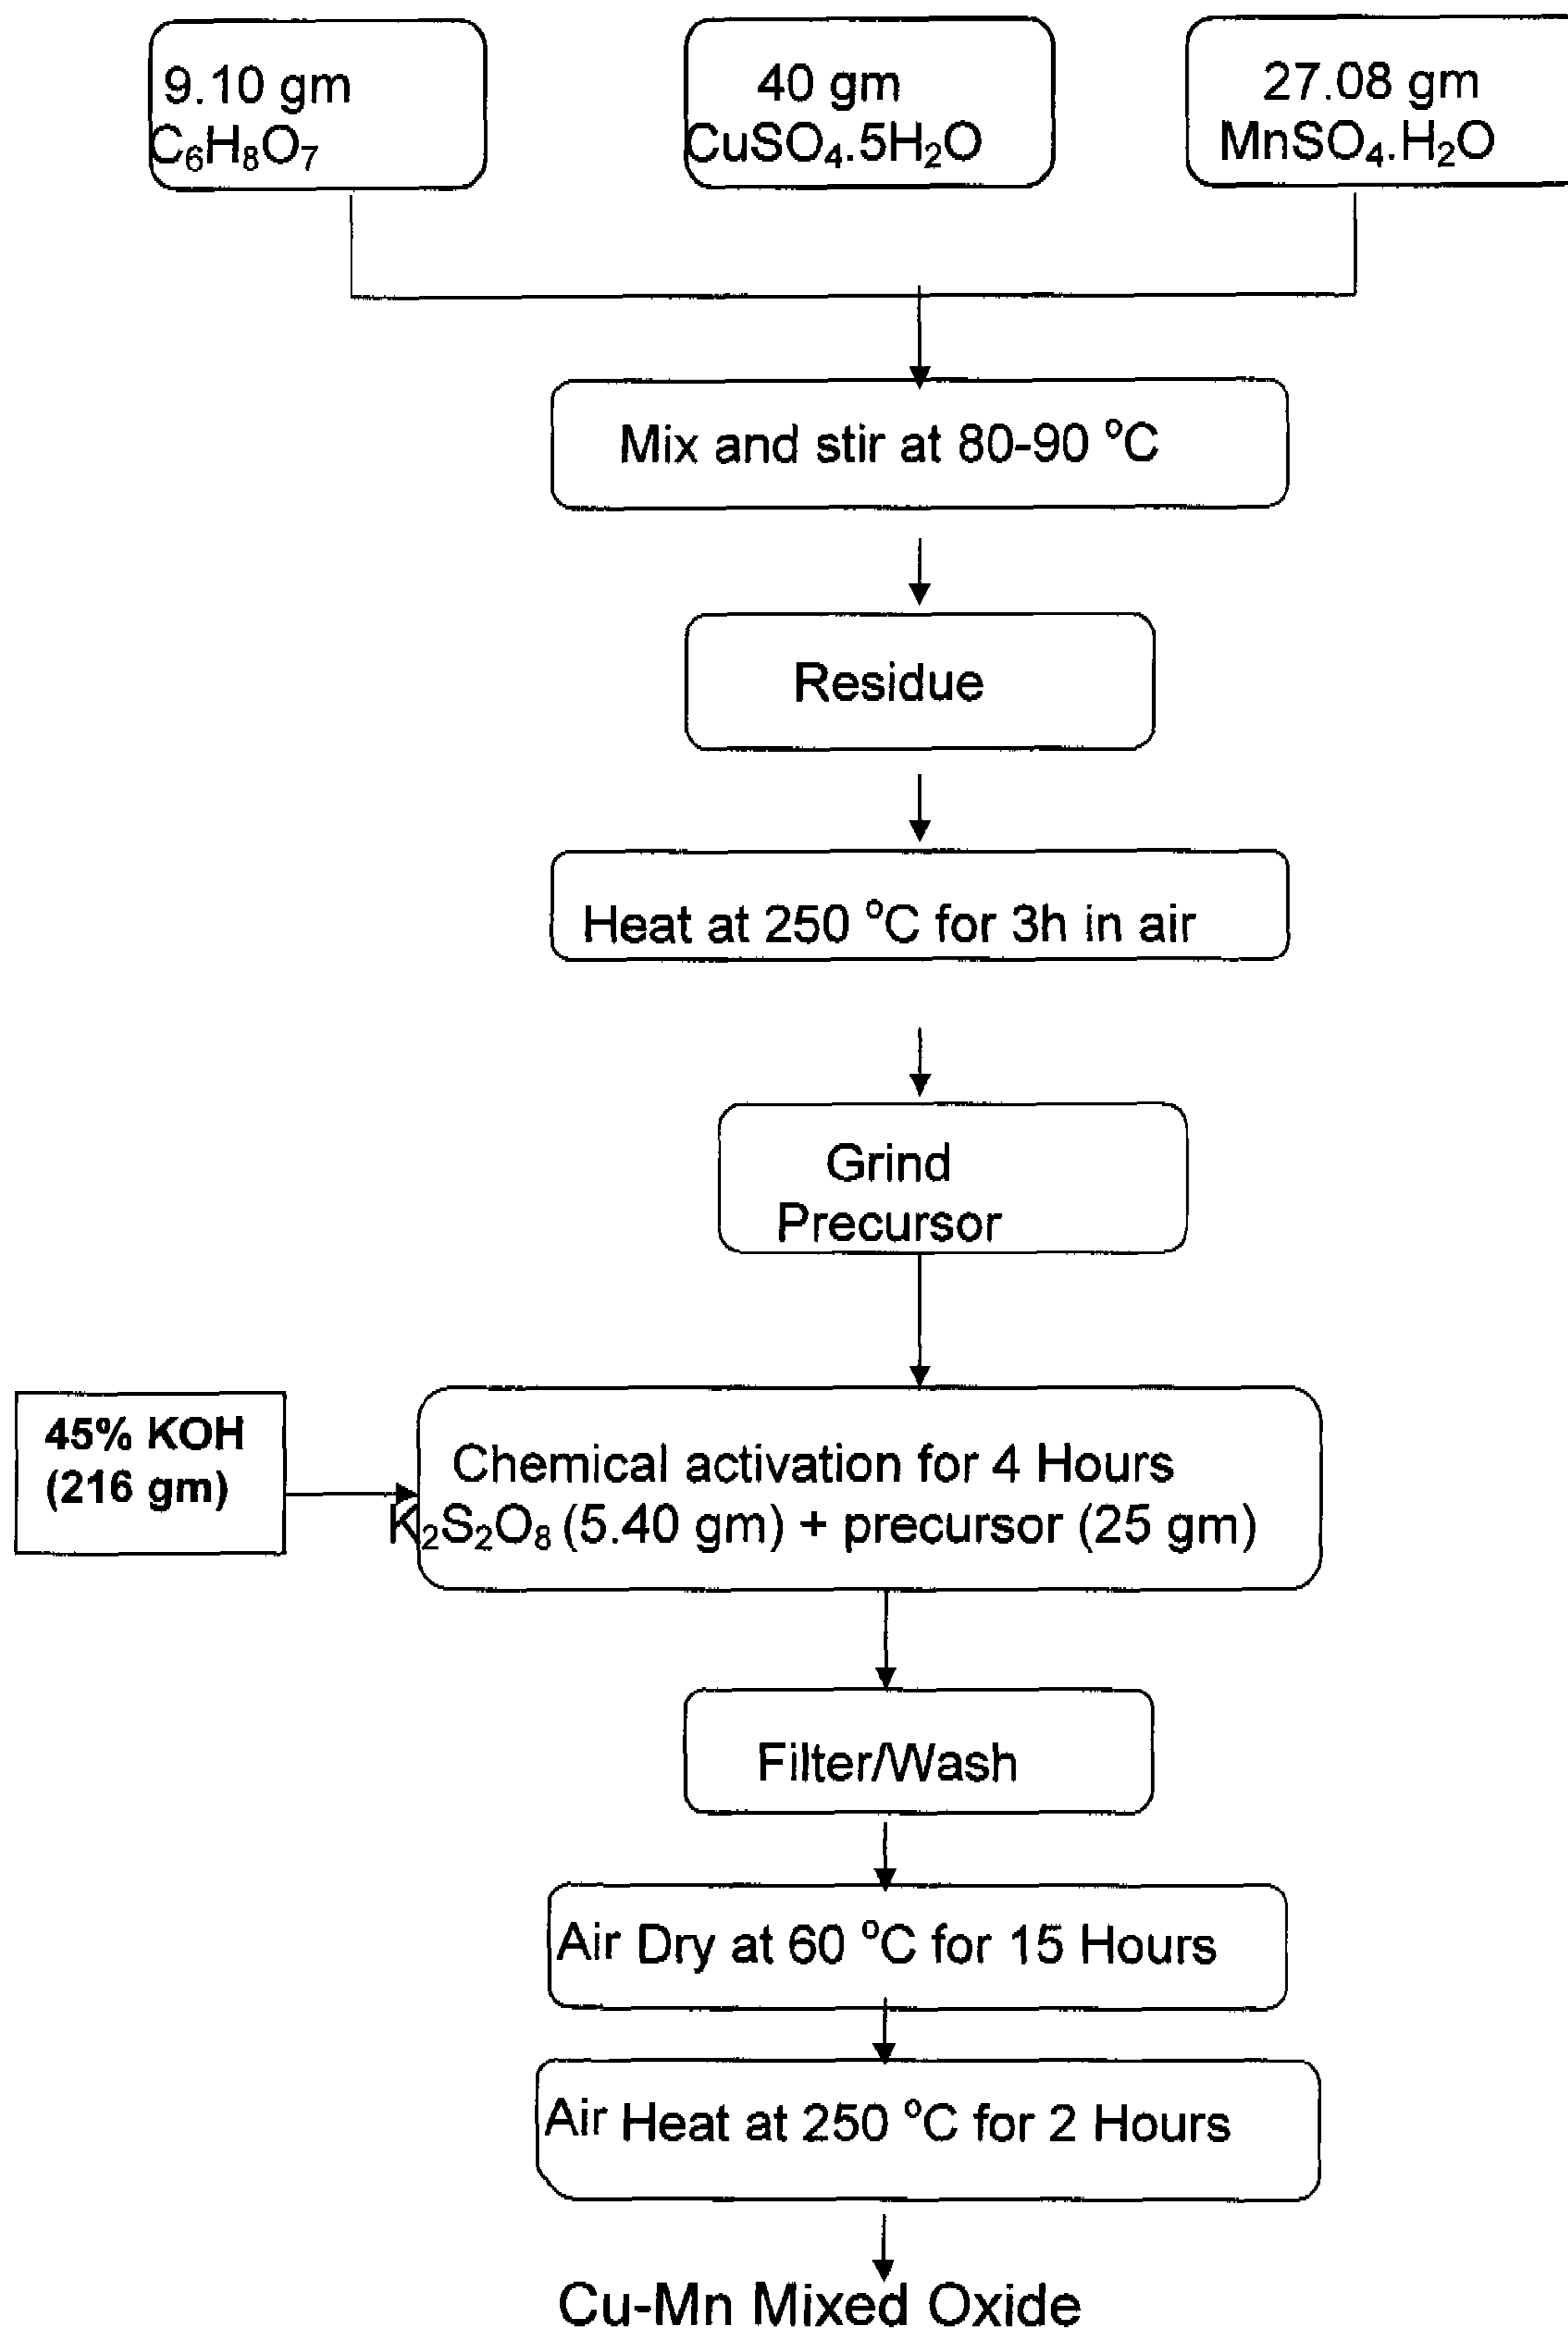 9.10 gm
C₆H₈O₇
40 gm
CuSO₄.5H₂O
27.08 gm
MnSO₄.H₂O
Mix and stir at 80-90 °C
Residue
Heat at 250 °C for 3h in air
Grind
Precursor
45% KOH
(216 gm)
Chemical activation for 4 Hours
K₂S₂O₈ (5.40 gm) + precursor (25 gm)
Filter/Wash
Air Dry at 60 °C for 15 Hours
Air Heat at 250 °C for 2 Hours
Cu-Mn Mixed Oxide